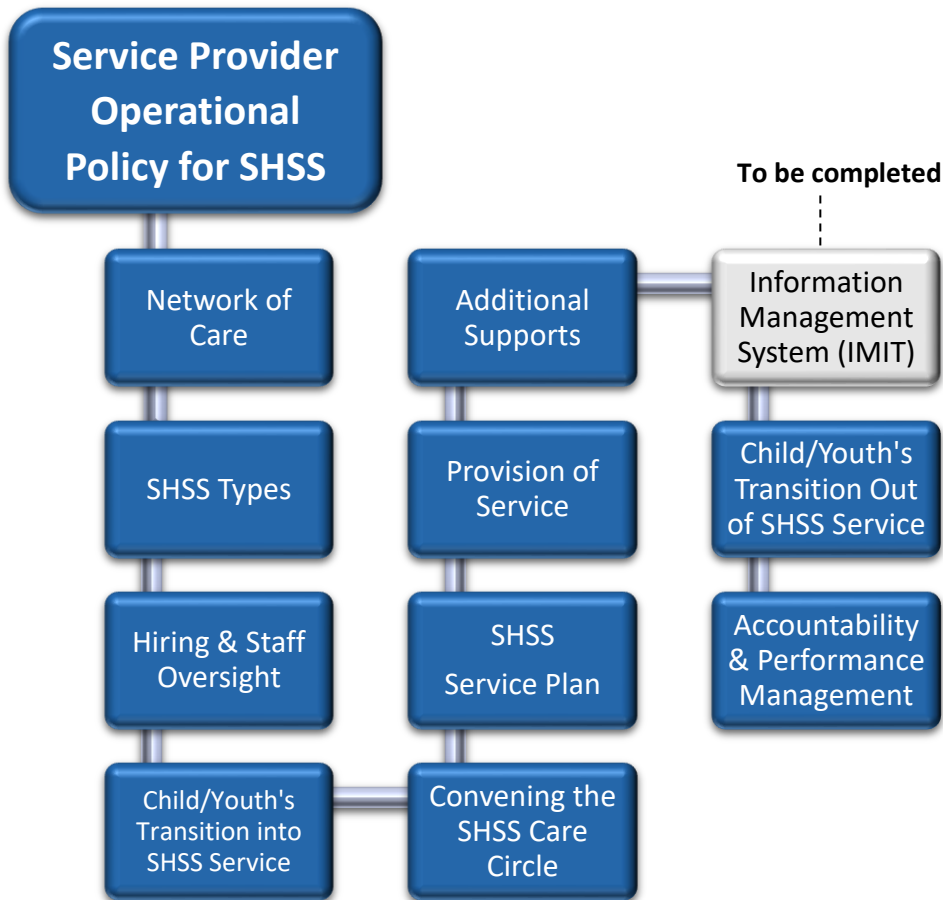 Service Provider
Operational
Policy for SHSS
Network of
Care
SHSS Types
Hiring & Staff
Oversight
Child/Youth's
Transition into
SHSS Service
Convening the
SHSS Care
Circle
SHSS
Service Plan
Provision of
Service
Additional
Supports
To be completed
Information
Management
System (IMIT)
Child/Youth's
Transition Out
of SHSS Service
Accountability
& Performance
Management